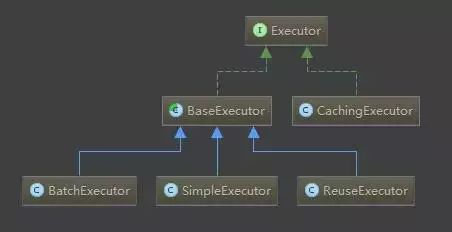 I Executor
C BaseExecutor
C CachingExecutor
C BatchExecutor
C SimpleExecutor
C ReuseExecutor